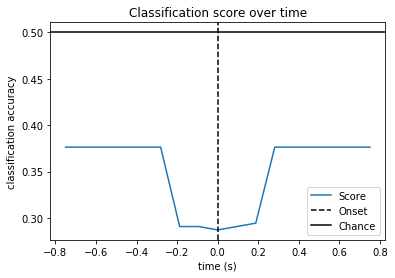 Classification score over time
classification accuracy
0.50
0.45
0.40
0.35
0.30
Score
Onset
Chance
−0.8 −0.6 −0.4 −0.2 0.0 0.2 0.4 0.6 0.8
time (s)